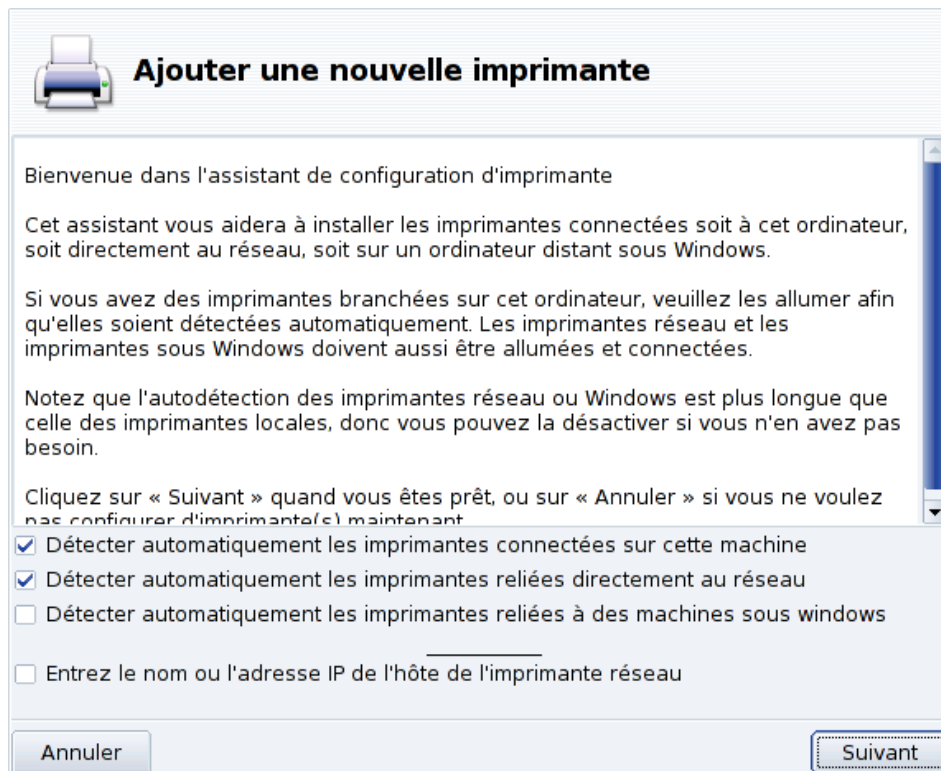 Ajouter une nouvelle imprimante
Bienvenue dans l'assistant de configuration d'imprimante
Cet assistant vous aidera à installer les imprimantes connectées soit à cet ordinateur,
soit directement au réseau, soit sur un ordinateur distant sous Windows.
Si vous avez des imprimantes branchées sur cet ordinateur, veuillez les allumer afin
qu'elles soient détectées automatiquement. Les imprimantes réseau et les
imprimantes sous Windows doivent aussi être allumées et connectées.
Notez que l'autodétection des imprimantes réseau ou Windows est plus longue que
celle des imprimantes locales, donc vous pouvez la désactiver si vous n'en avez pas
besoin.
Cliquez sur « Suivant » quand vous êtes prêt, ou sur « Annuler » si vous ne voulez
pas configurer d'imprimante(s) maintenant
Détecter automatiquement les imprimantes connectées sur cette machine
Détecter automatiquement les imprimantes reliées directement au réseau
Détecter automatiquement les imprimantes reliées à des machines sous windows
Entrez le nom ou l'adresse IP de l'hôte de l'imprimante réseau
Annuler
Suivant